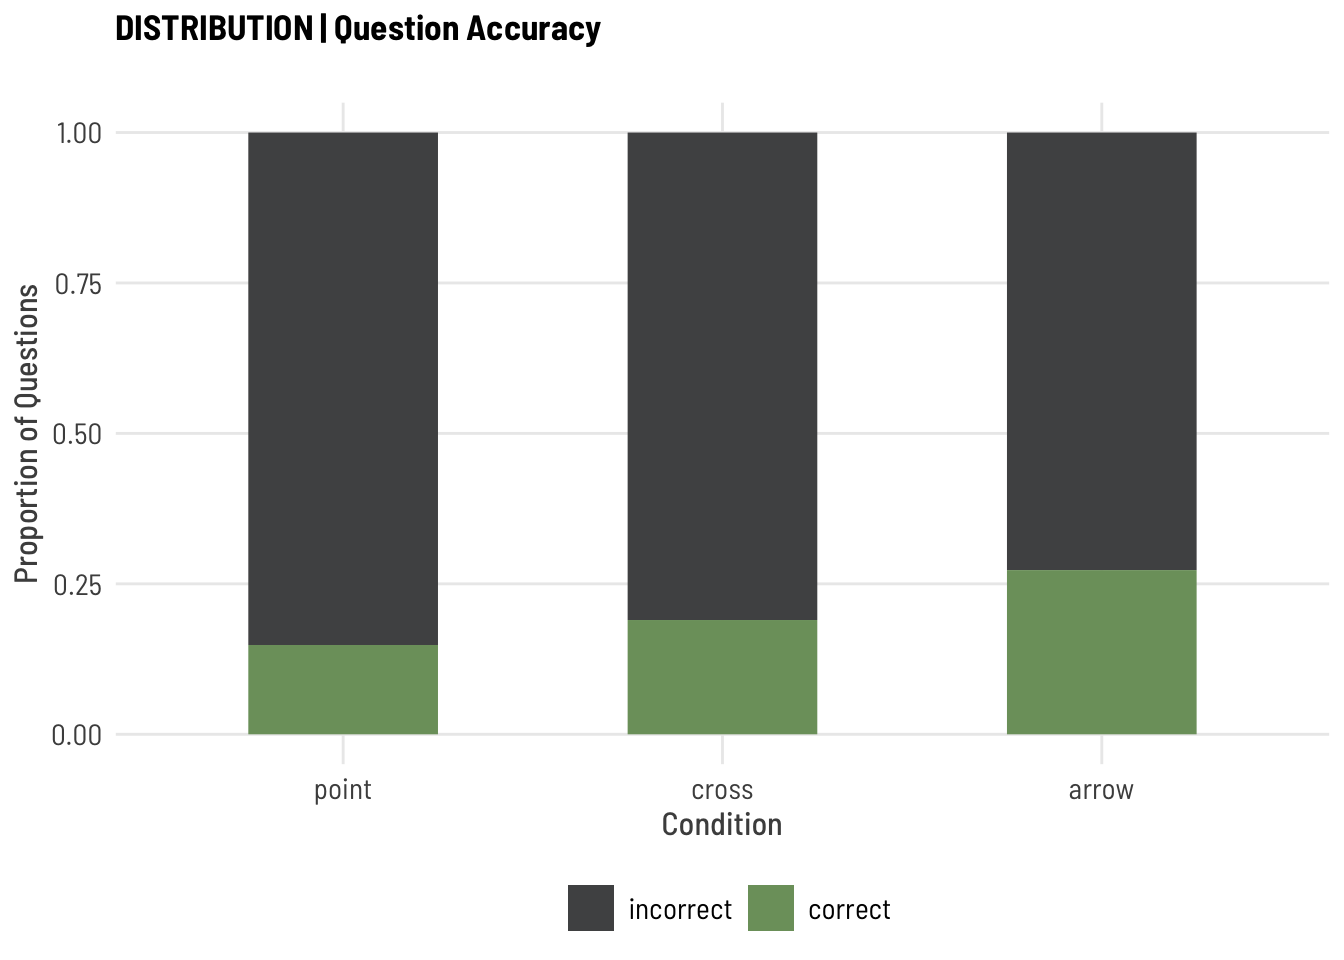 DISTRIBUTION | Question Accuracy
Proportion of Questions
1.00
0.75
0.50
0.25
0.00
point cross arrow
Condition
incorrect correct